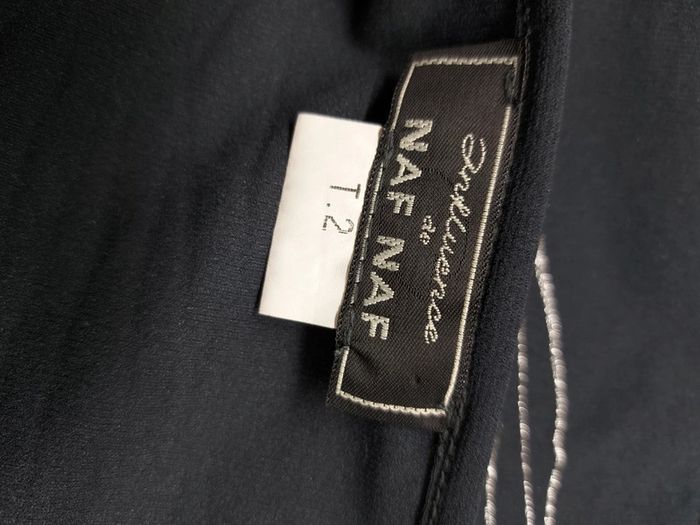 Influence
de
NAF NAF
T.2